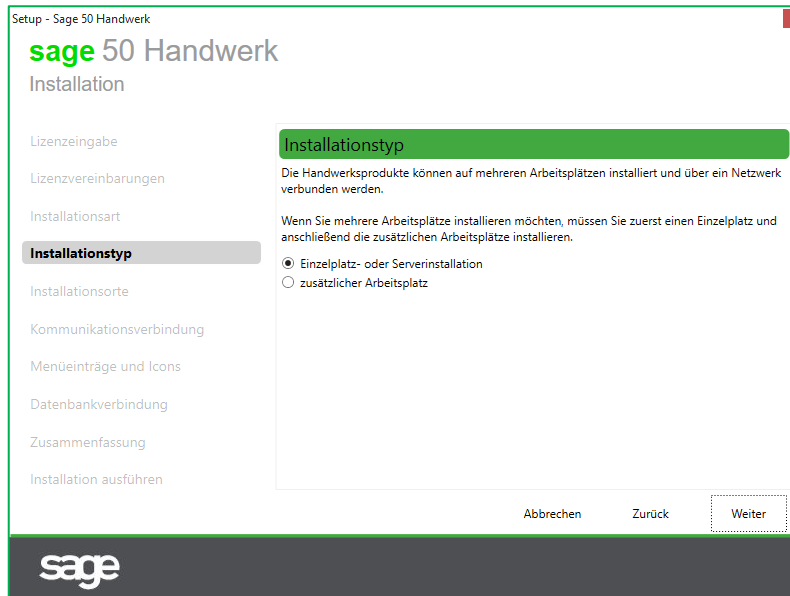 Setup - Sage 50 Handwerk
sage 50 Handwerk
Installation
Lizenzeingabe
Lizenzvereinbarungen
Installationsart
Installationstyp
Installationsorte
Kommunikationsverbindung
Menüeinträge und Icons
Datenbankverbindung
Zusammenfassung
Installation ausführen
Installationstyp
Die Handwerksprodukte können auf mehreren Arbeitsplätzen installiert und über ein Netzwerk
verbunden werden.
Wenn Sie mehrere Arbeitsplätze installieren möchten, müssen Sie zuerst einen Einzelplatz und
anschließend die zusätzlichen Arbeitsplätze installieren.
Einzelplatz- oder Serverinstallation
zusätzlicher Arbeitsplatz
Abbrechen Zurück Weiter
sage